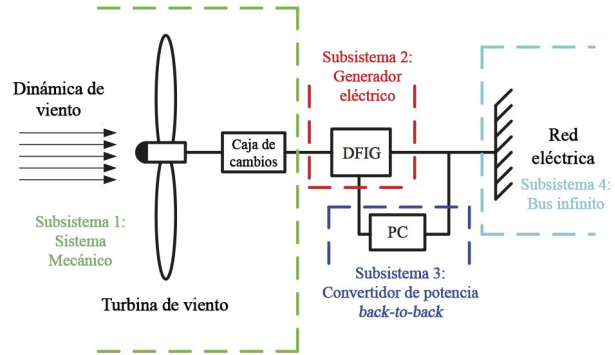 Dinámica de
viento
Caja de
cambios
Subsistema 1:
Sistema
Mecánico
Turbina de viento
Subsistema 2:
Generador
eléctrico
DFIG
PC
Subsistema 3:
Convertidor de potencia
back-to-back
Red
eléctrica
Subsistema 4:
Bus infinito